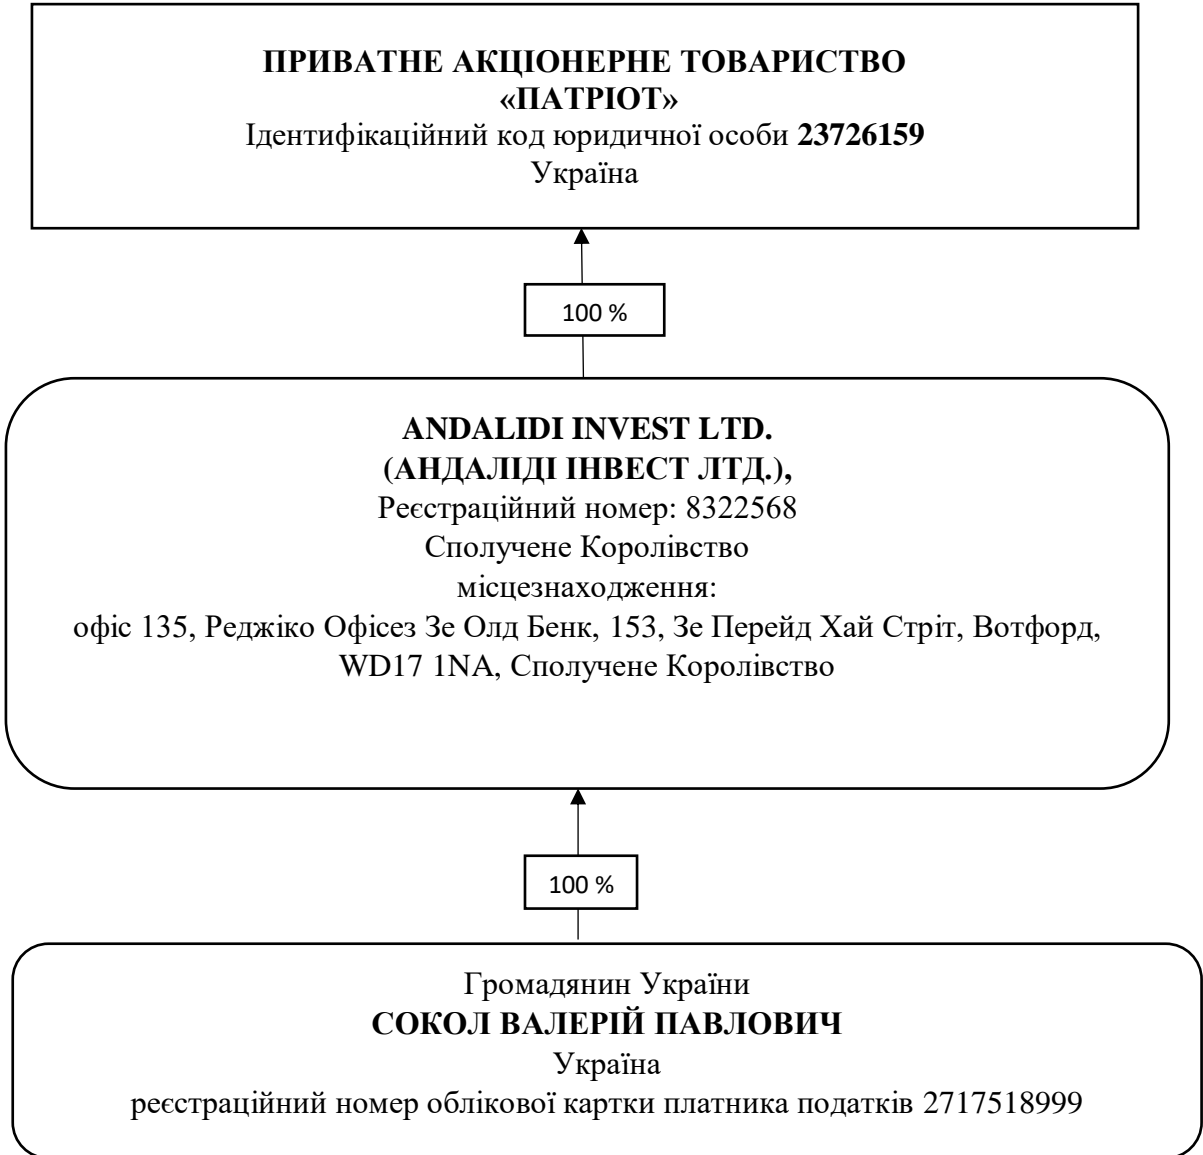 ПРИВАТНЕ АКЦІОНЕРНЕ ТОВАРИСТВО
«ПАТРІОТ»
Ідентифікаційний код юридичної особи 23726159
Україна
100 %
ANDALIDI INVEST LTD.
(АНДАЛІДІ ІНВЕСТ ЛТД.),
Реєстраційний номер: 8322568
Сполучене Королівство
місцезнаходження:
офіс 135, Реджіко Офісез Зе Олд Бенк, 153, Зе Перейд Хай Стріт, Вотфорд,
WD17 1NA, Сполучене Королівство
100 %
Громадянин України
СОКОЛ ВАЛЕРІЙ ПАВЛОВИЧ
Україна
реєстраційний номер облікової картки платника податків 2717518999